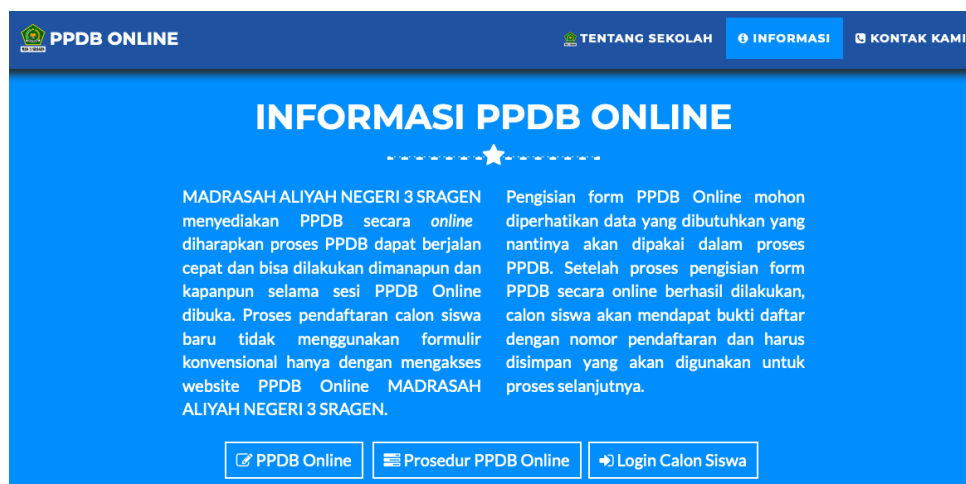 PPDB ONLINE
TENTANG SEKOLAH
INFORMASI
KONTAK KAMI
INFORMASI PPDB ONLINE
MADRASAH ALIYAH NEGERI 3 SRAGEN
menyediakan PPDB secara online
diharapkan proses PPDB dapat berjalan
cepat dan bisa dilakukan dimanapun dan
kapanpun selama sesi PPDB Online
dibuka. Proses pendaftaran calon siswa
baru tidak menggunakan formulir
konvensional hanya dengan mengakses
website PPDB Online MADRASAH
ALIYAH NEGERI 3 SRAGEN.
Pengisian form PPDB Online mohon
diperhatikan data yang dibutuhkan yang
nantinya akan dipakai dalam proses
PPDB. Setelah proses pengisian form
PPDB secara online berhasil dilakukan,
calon siswa akan mendapat bukti daftar
dengan nomor pendaftaran dan harus
disimpan yang akan digunakan untuk
proses selanjutnya.
PPDB Online
Prosedur PPDB Online
Login Calon Siswa